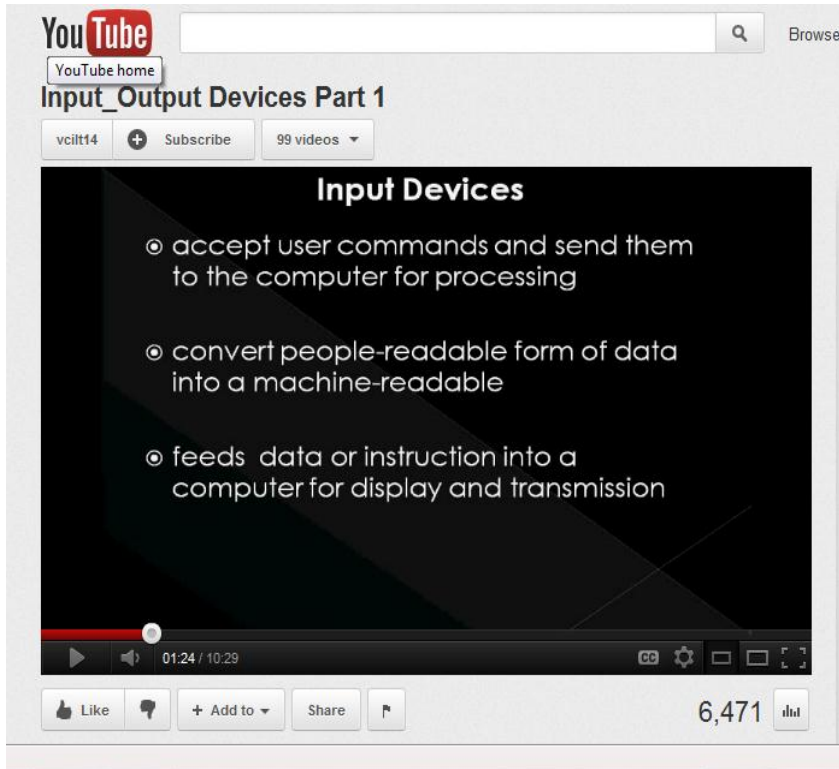 You Tube
Browse
YouTube home
Input_Output Devices Part 1
vcilt14
Subscribe
99 videos
Input Devices
accept user commands and send them
to the computer for processing
convert people-readable form of data
into a machine-readable
feeds data or instruction into a
computer for display and transmission
01:24 / 10:29
CC
Like
+ Add to
Share
6,471